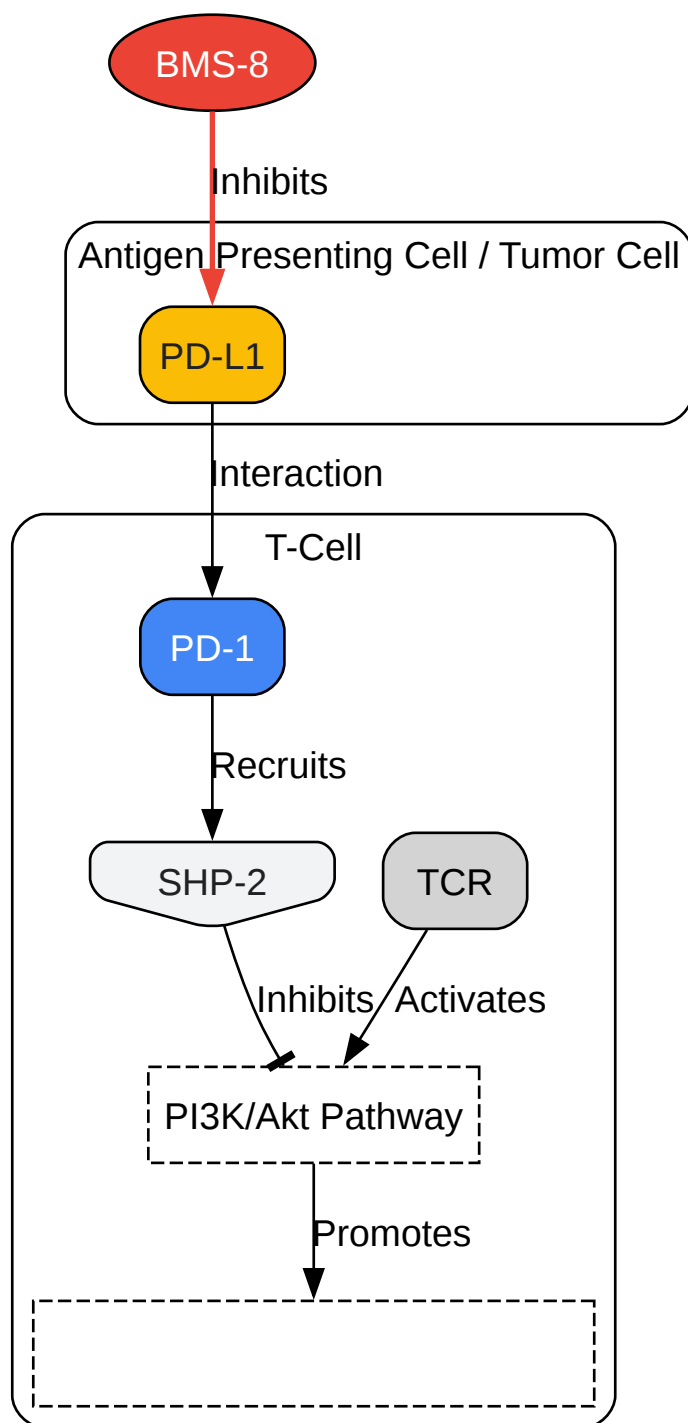 BMS-8
Inhibits
Antigen Presenting Cell / Tumor Cell
PD-L1
Interaction
T-Cell
PD-1
Recruits
SHP-2
TCR
Inhibits
Activates
PI3K/Akt Pathway
Promotes